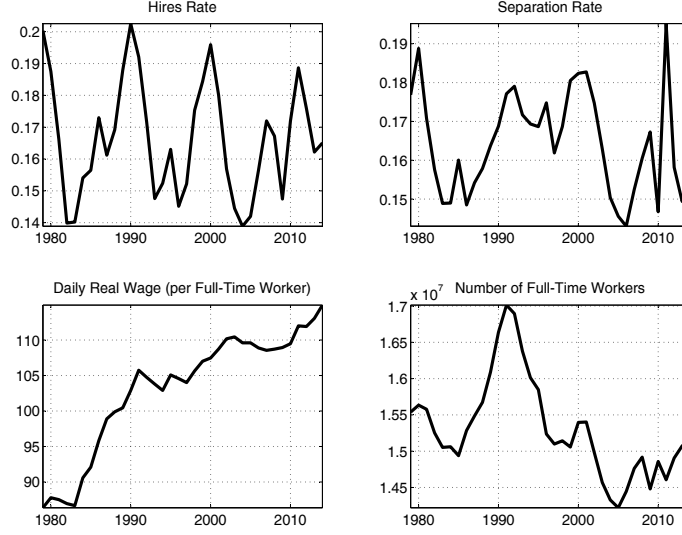 Hires Rate
0.2
0.19
0.18
0.17
0.16
0.15
0.14
1980 1990 2000 2010
Separation Rate
0.19
0.18
0.17
0.16
0.15
1980 1990 2000 2010
Daily Real Wage (per Full-Time Worker)
110
105
100
95
90
1980 1990 2000 2010
Number of Full-Time Workers
x 10^7
1.7
1.65
1.6
1.55
1.5
1.45
1980 1990 2000 2010